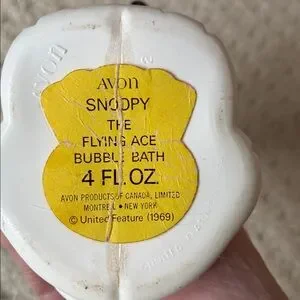 Avon
AVON
SNOOPY
THE
FLYING ACE
BUBBLE BATH
4 FL. OZ.
AVON PRODUCTS OF CANADA, LIMITED
MONTREAL • NEW YORK
© United Feature (1969)